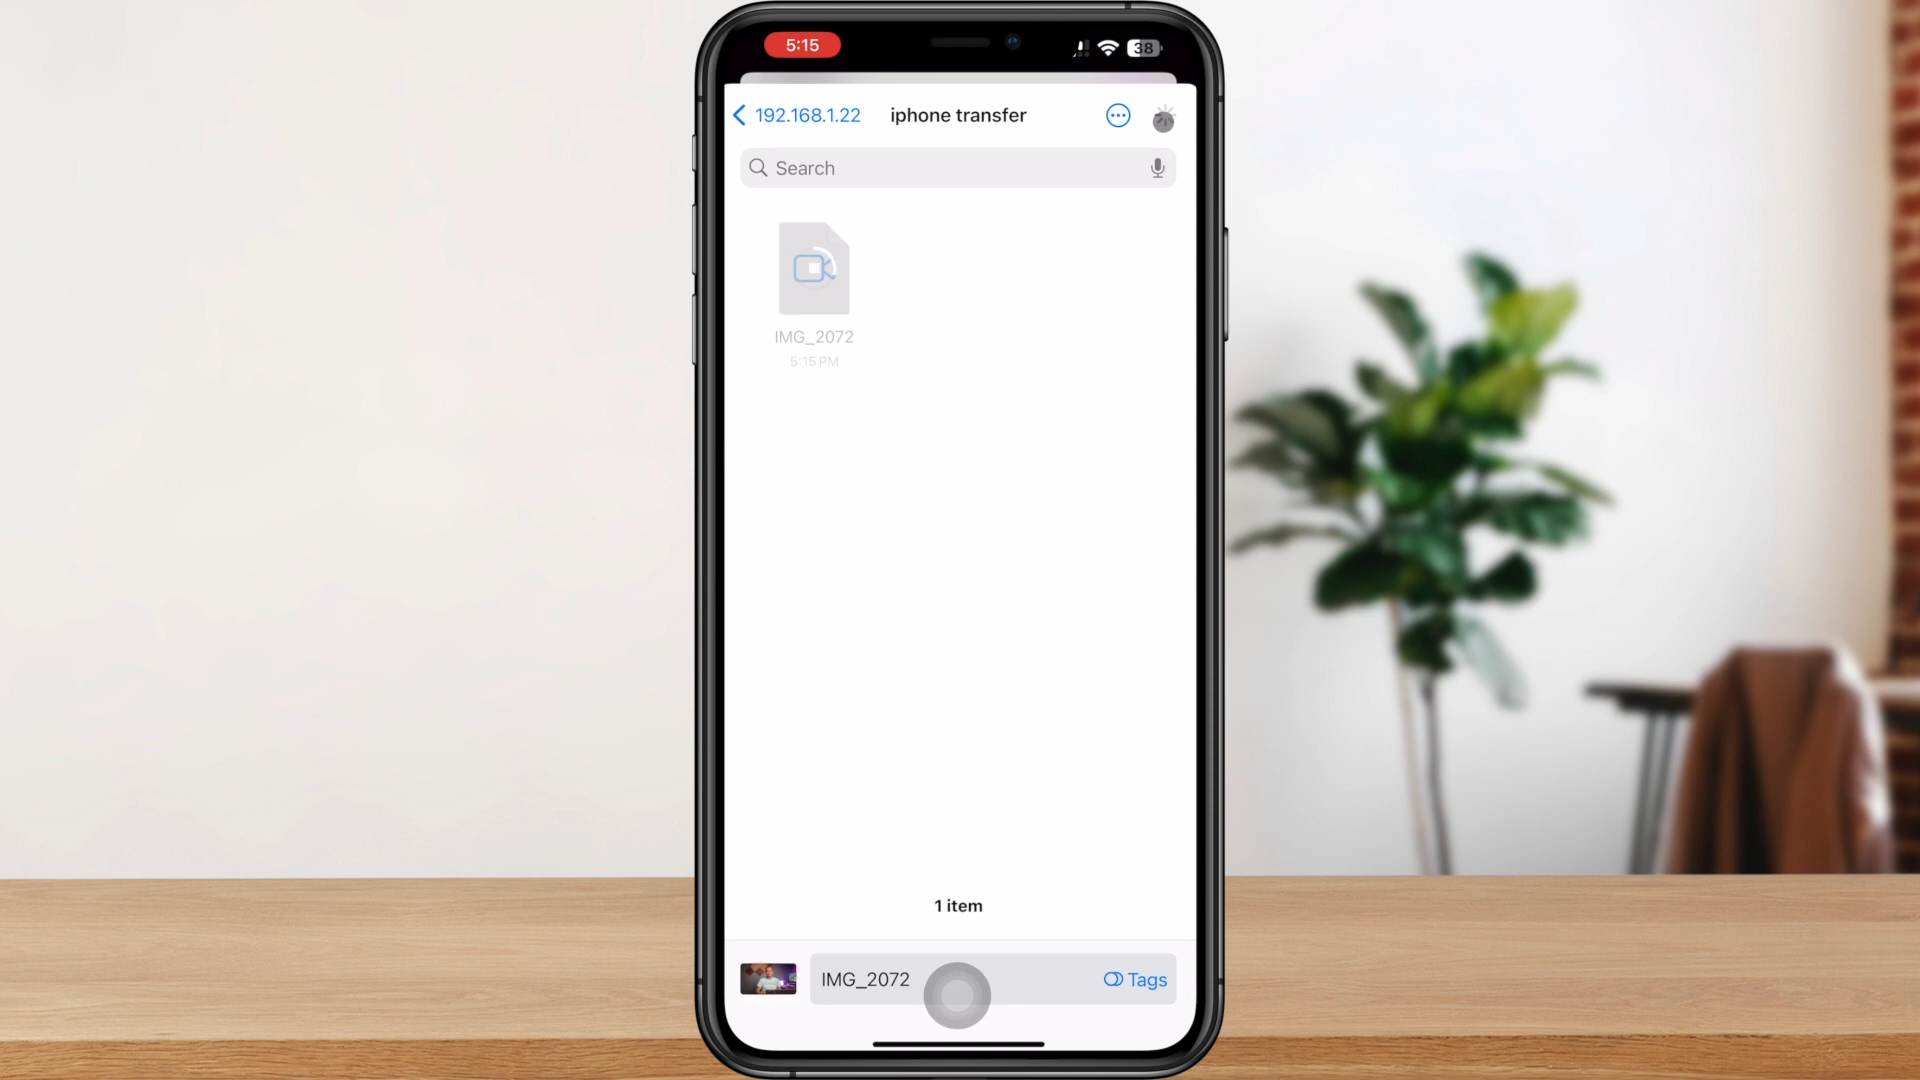 5:15
38
192.168.1.22
iphone transfer
Search
IMG_2072
5:15 PM
1 item
IMG_2072
Tags